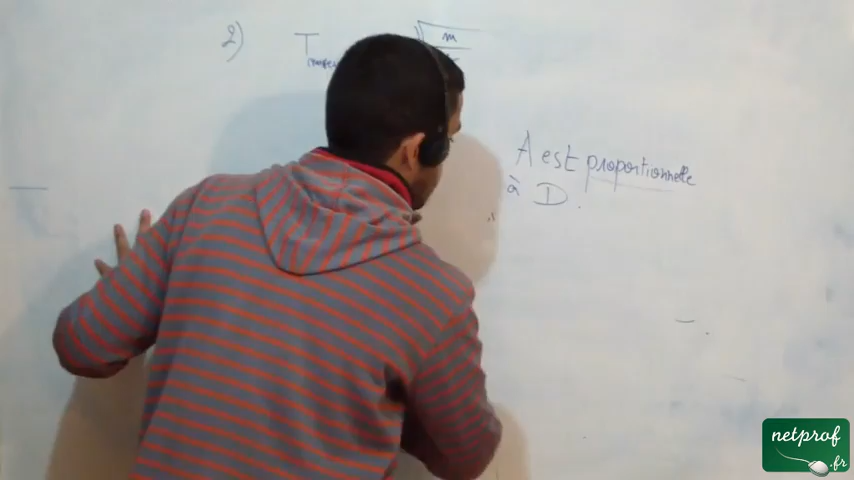 2) T m
A est proportionnelle
à D.
netprof
.fr